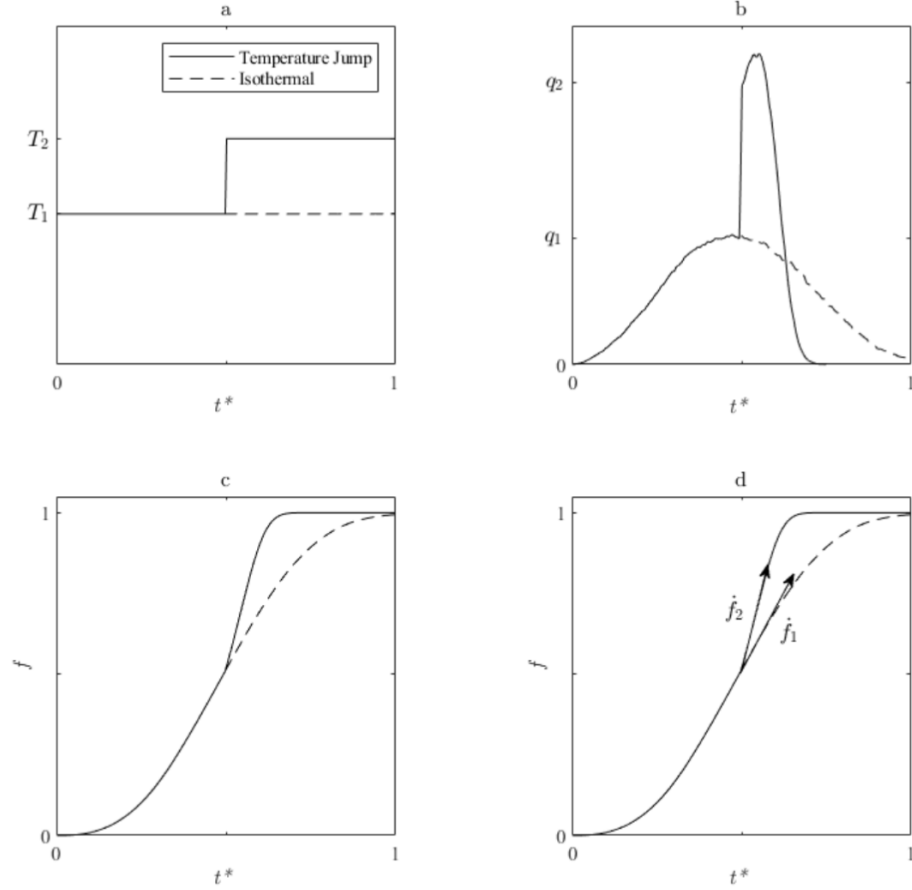 a
Temperature Jump
Isothermal
T₂
T₁
0
1
t*
b
q₂
q₁
0
0
1
t*
c
1
f
0
0
1
t*
d
1
ḟ₂
ḟ₁
f
0
0
1
t*